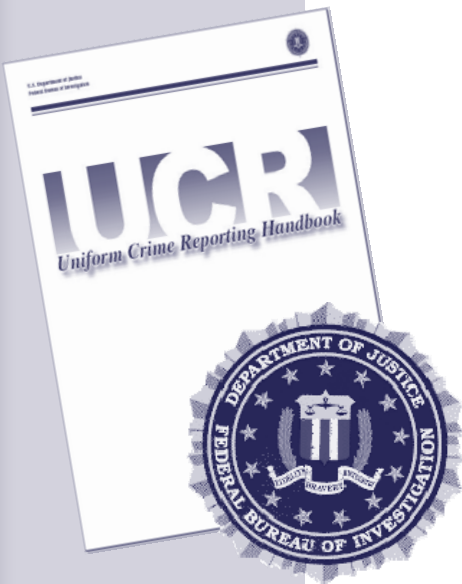 U.S. Department of Justice
Federal Bureau of Investigation
UCR
Uniform Crime Reporting Handbook
DEPARTMENT OF JUSTICE
FEDERAL BUREAU OF INVESTIGATION
FIDELITY BRAVERY INTEGRITY